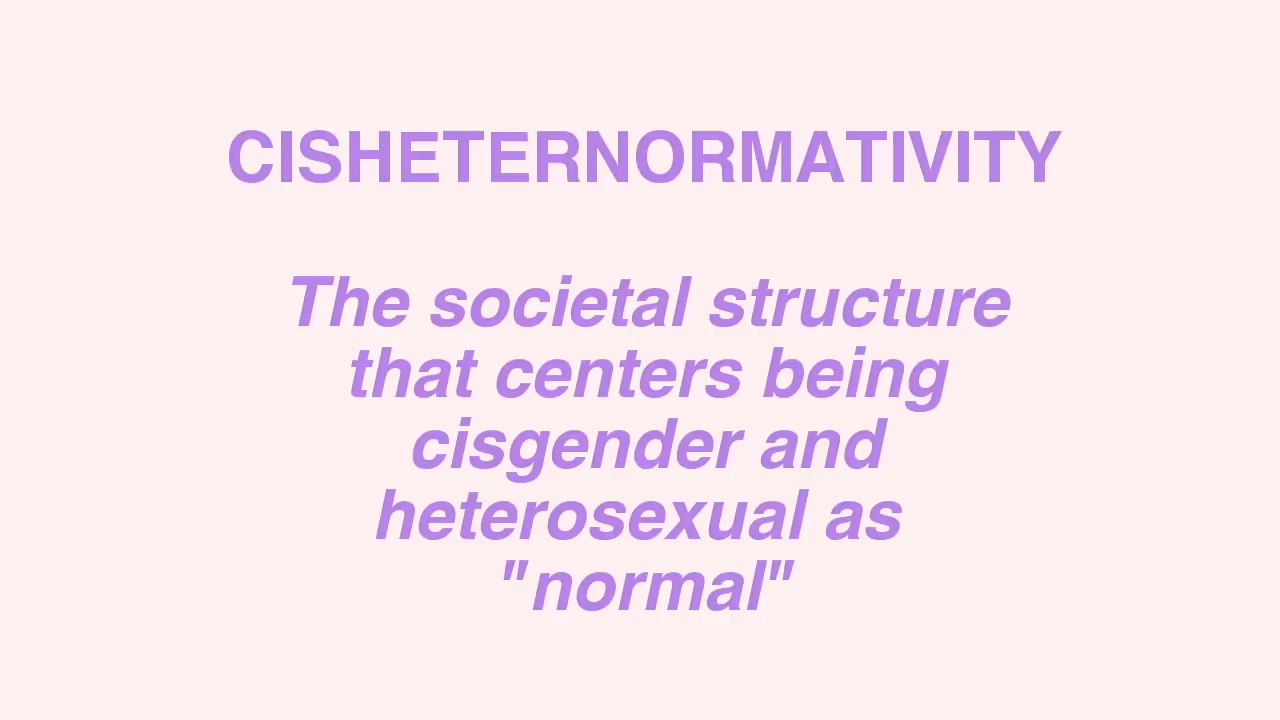 CISHETERNORMATIVITY
The societal structure
that centers being
cisgender and
heterosexual as
"normal"